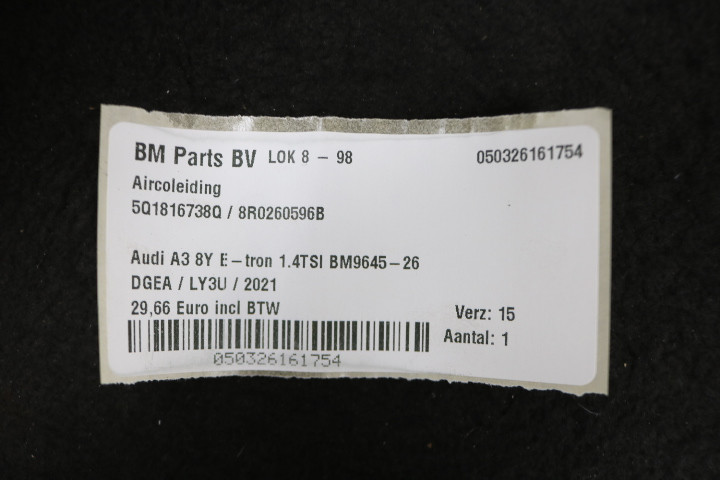 BM Parts BV LOK 8 - 98 050326161754
Aircoleiding
5Q1816738Q / 8R0260596B
Audi A3 8Y E-tron 1.4TSI BM9645-26
DGEA / LY3U / 2021
29,66 Euro incl BTW Verz: 15
Aantal: 1
050326161754